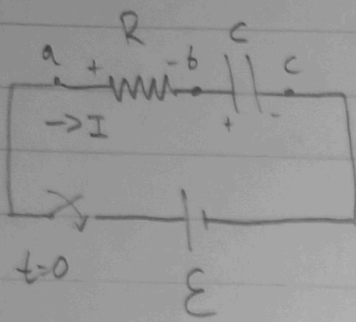 R C
a + - b c
-> I + -
t=0
ε